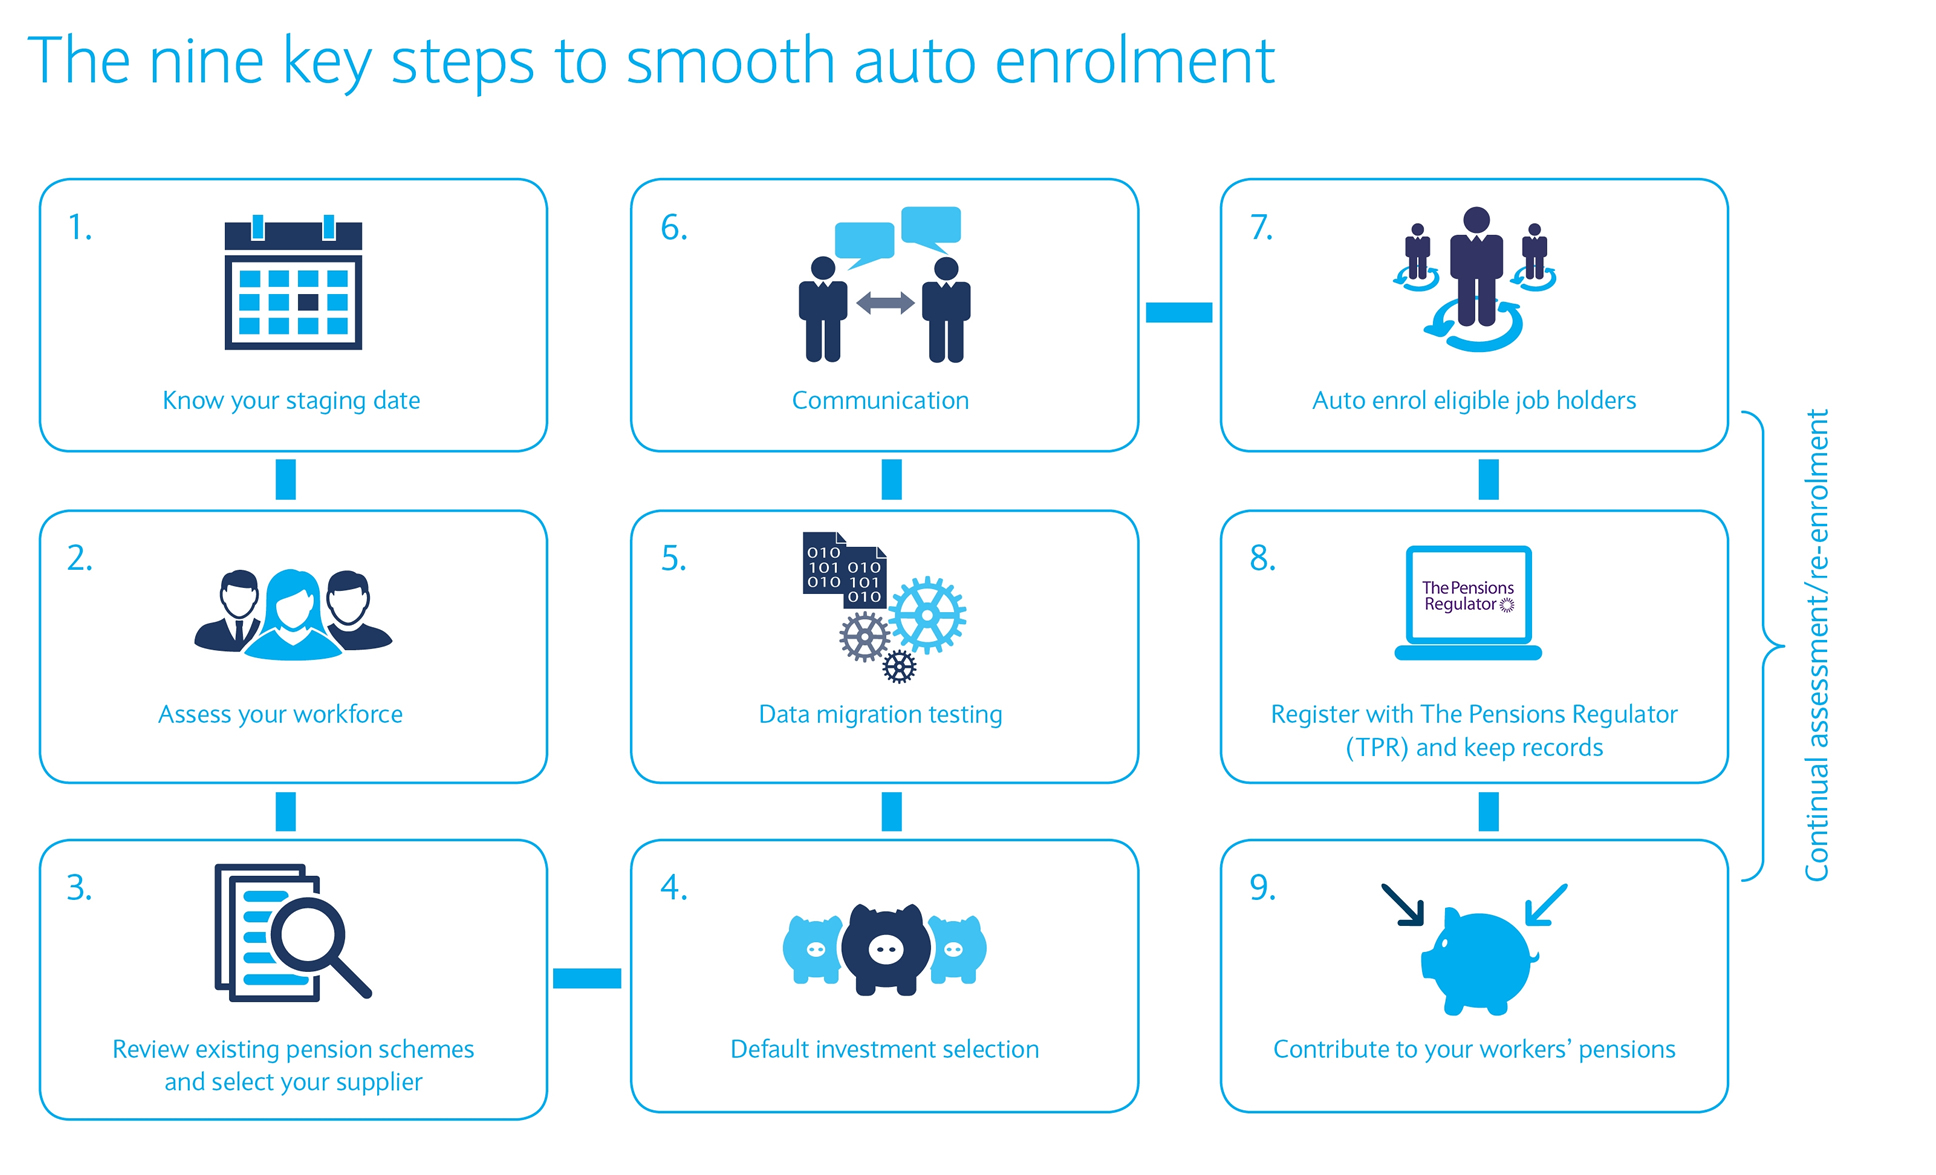 The nine key steps to smooth auto enrolment
1.
Know your staging date
2.
Assess your workforce
3.
Review existing pension schemes
and select your supplier
4.
Default investment selection
5.
010
101
010
010
101
010
Data migration testing
6.
Communication
7.
Auto enrol eligible job holders
8.
The Pensions
Regulator
Register with The Pensions Regulator
(TPR) and keep records
9.
Contribute to your workers’ pensions
Continual assessment/re-enrolment